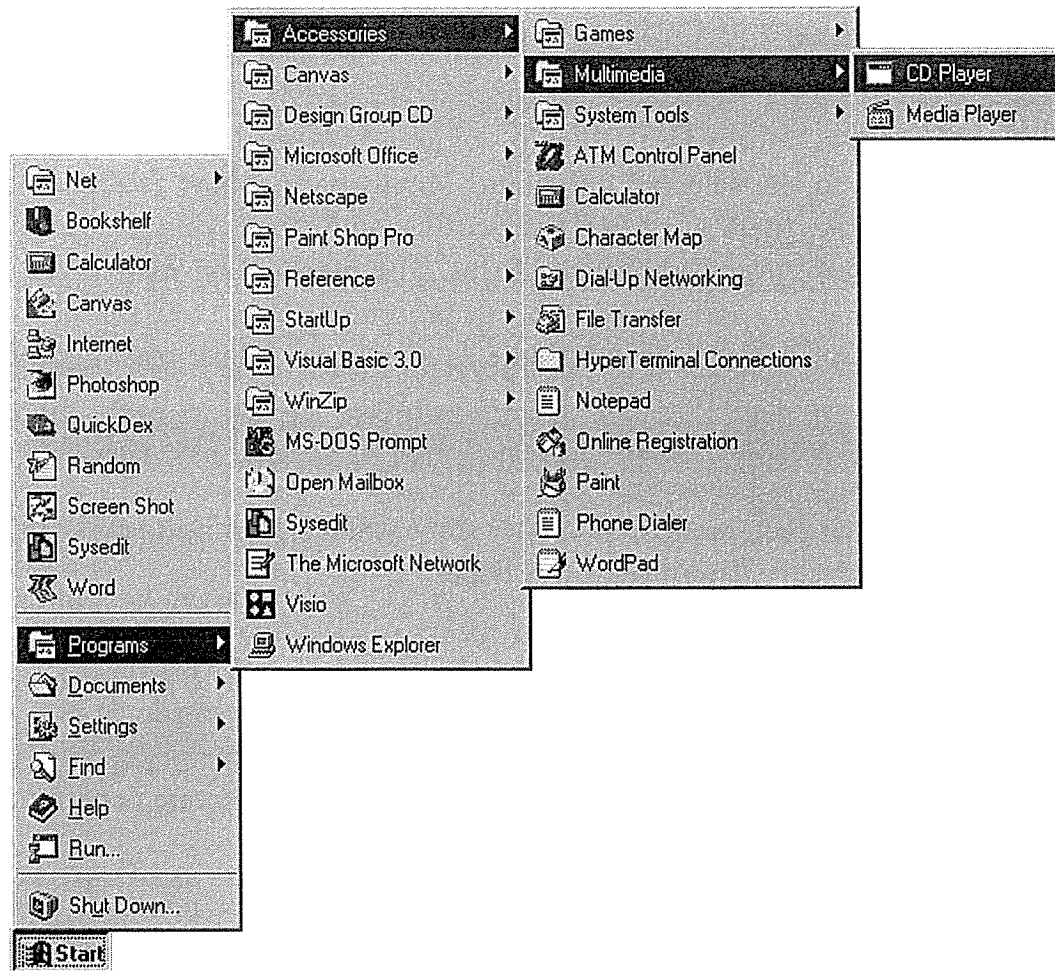 Net
Bookshelf
Calculator
Canvas
Internet
Photoshop
QuickDex
Random
Screen Shot
Sysedit
Word
Programs
Documents
Settings
Find
Help
Run...
Shut Down...
Start
Accessories
Canvas
Design Group CD
Microsoft Office
Netscape
Paint Shop Pro
Reference
StartUp
Visual Basic 3.0
WinZip
MS-DOS Prompt
Open Mailbox
Sysedit
The Microsoft Network
Visio
Windows Explorer
Games
Multimedia
System Tools
ATM Control Panel
Calculator
Character Map
Dial-Up Networking
File Transfer
HyperTerminal Connections
Notepad
Online Registration
Paint
Phone Dialer
WordPad
CD Player
Media Player